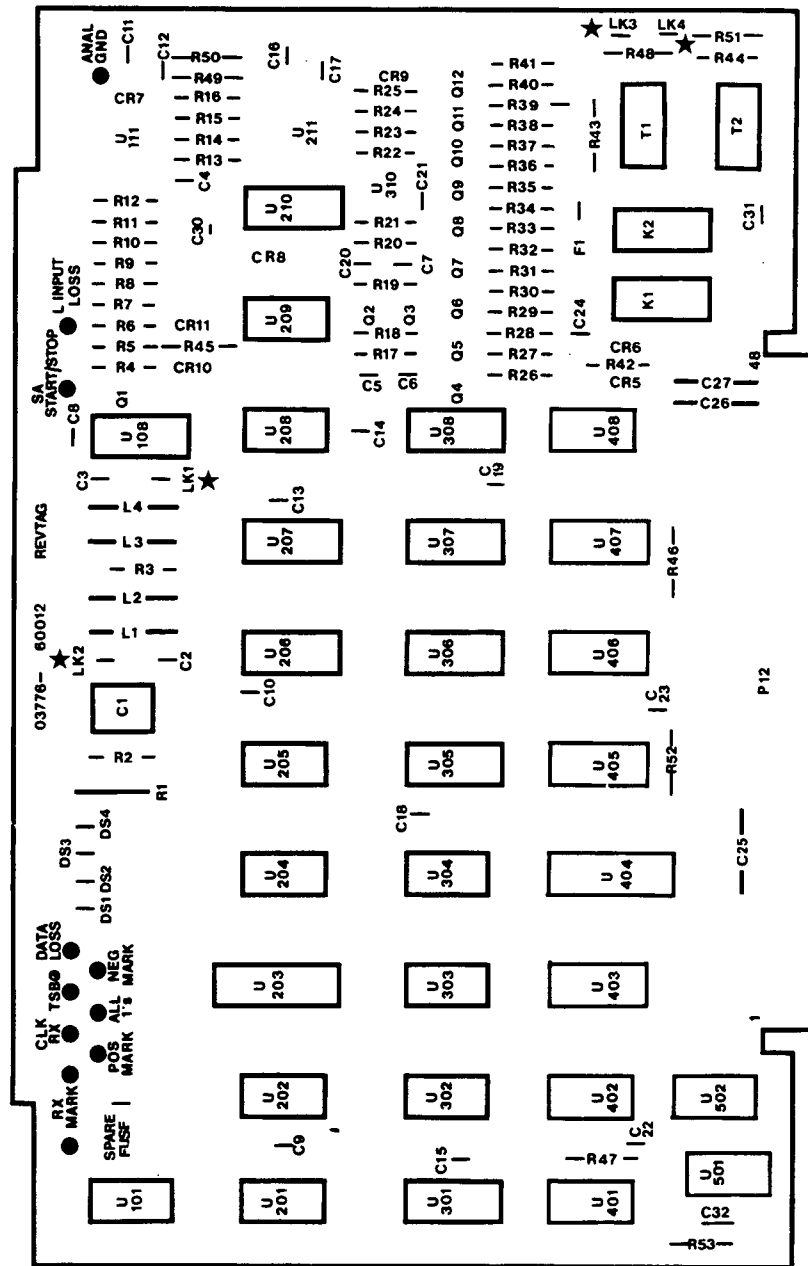 ANAL GND
C11
C12
R50
R49
R16
R15
R14
R13
C16
C17
CR7
U 111
U 211
CR9
R25
R24
R23
R22
Q12
Q11
Q10
Q9
Q8
Q7
Q6
Q5
Q4
R41
R40
R39
R38
R37
R36
R35
R34
R33
R32
R31
R30
R29
R28
R27
R26
LK3
LK4
R51
R48
R44
R43
T1
T2
C4
R12
R11
R10
R9
R8
R7
R6
R5
R4
C30
U 210
U 310
C21
R21
R20
C20
C7
R19
CR8
F1
K2
K1
C31
L INPUT LOSS
SA START/STOP
CR11
R45
CR10
U 209
Q2
Q3
R18
R17
C5
C6
C24
CR6
R42
CR5
48
C27
C26
C8
Q1
U 108
U 208
C14
U 308
U 408
C3
LK1
C13
C 19
REVTAG
L4
L3
R3
L2
L1
U 207
U 307
U 407
R46
03776- 60012
LK2
C2
U 206
U 306
U 406
C1
C10
C 23
P12
R2
R1
U 205
U 305
U 405
R52
C18
DS4
DS3
DS2
DS1
U 204
U 304
U 404
C25
DATA LOSS
TSB
CLK RX
RX MARK
NEG MARK
ALL 1's
POS MARK
U 203
U 303
U 403
1
SPARE FUSE
U 202
U 302
U 402
U 502
C9
C15
R47
C 22
U 101
U 201
U 301
U 401
U 501
C32
R53